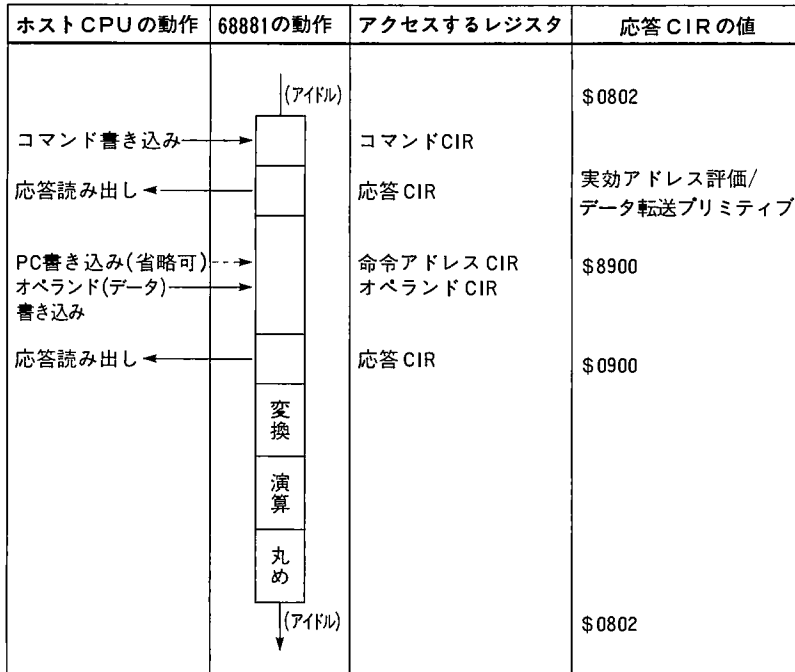 ホストCPUの動作 68881の動作 アクセスするレジスタ 応答CIRの値
(アイドル) $0802
コマンド書き込み コマンドCIR
応答読み出し 応答CIR 実効アドレス評価/
データ転送プリミティブ
PC書き込み(省略可) 命令アドレスCIR $8900
オペランド(データ) オペランドCIR
書き込み
応答読み出し 応答CIR $0900
変換
演算
丸め
(アイドル) $0802